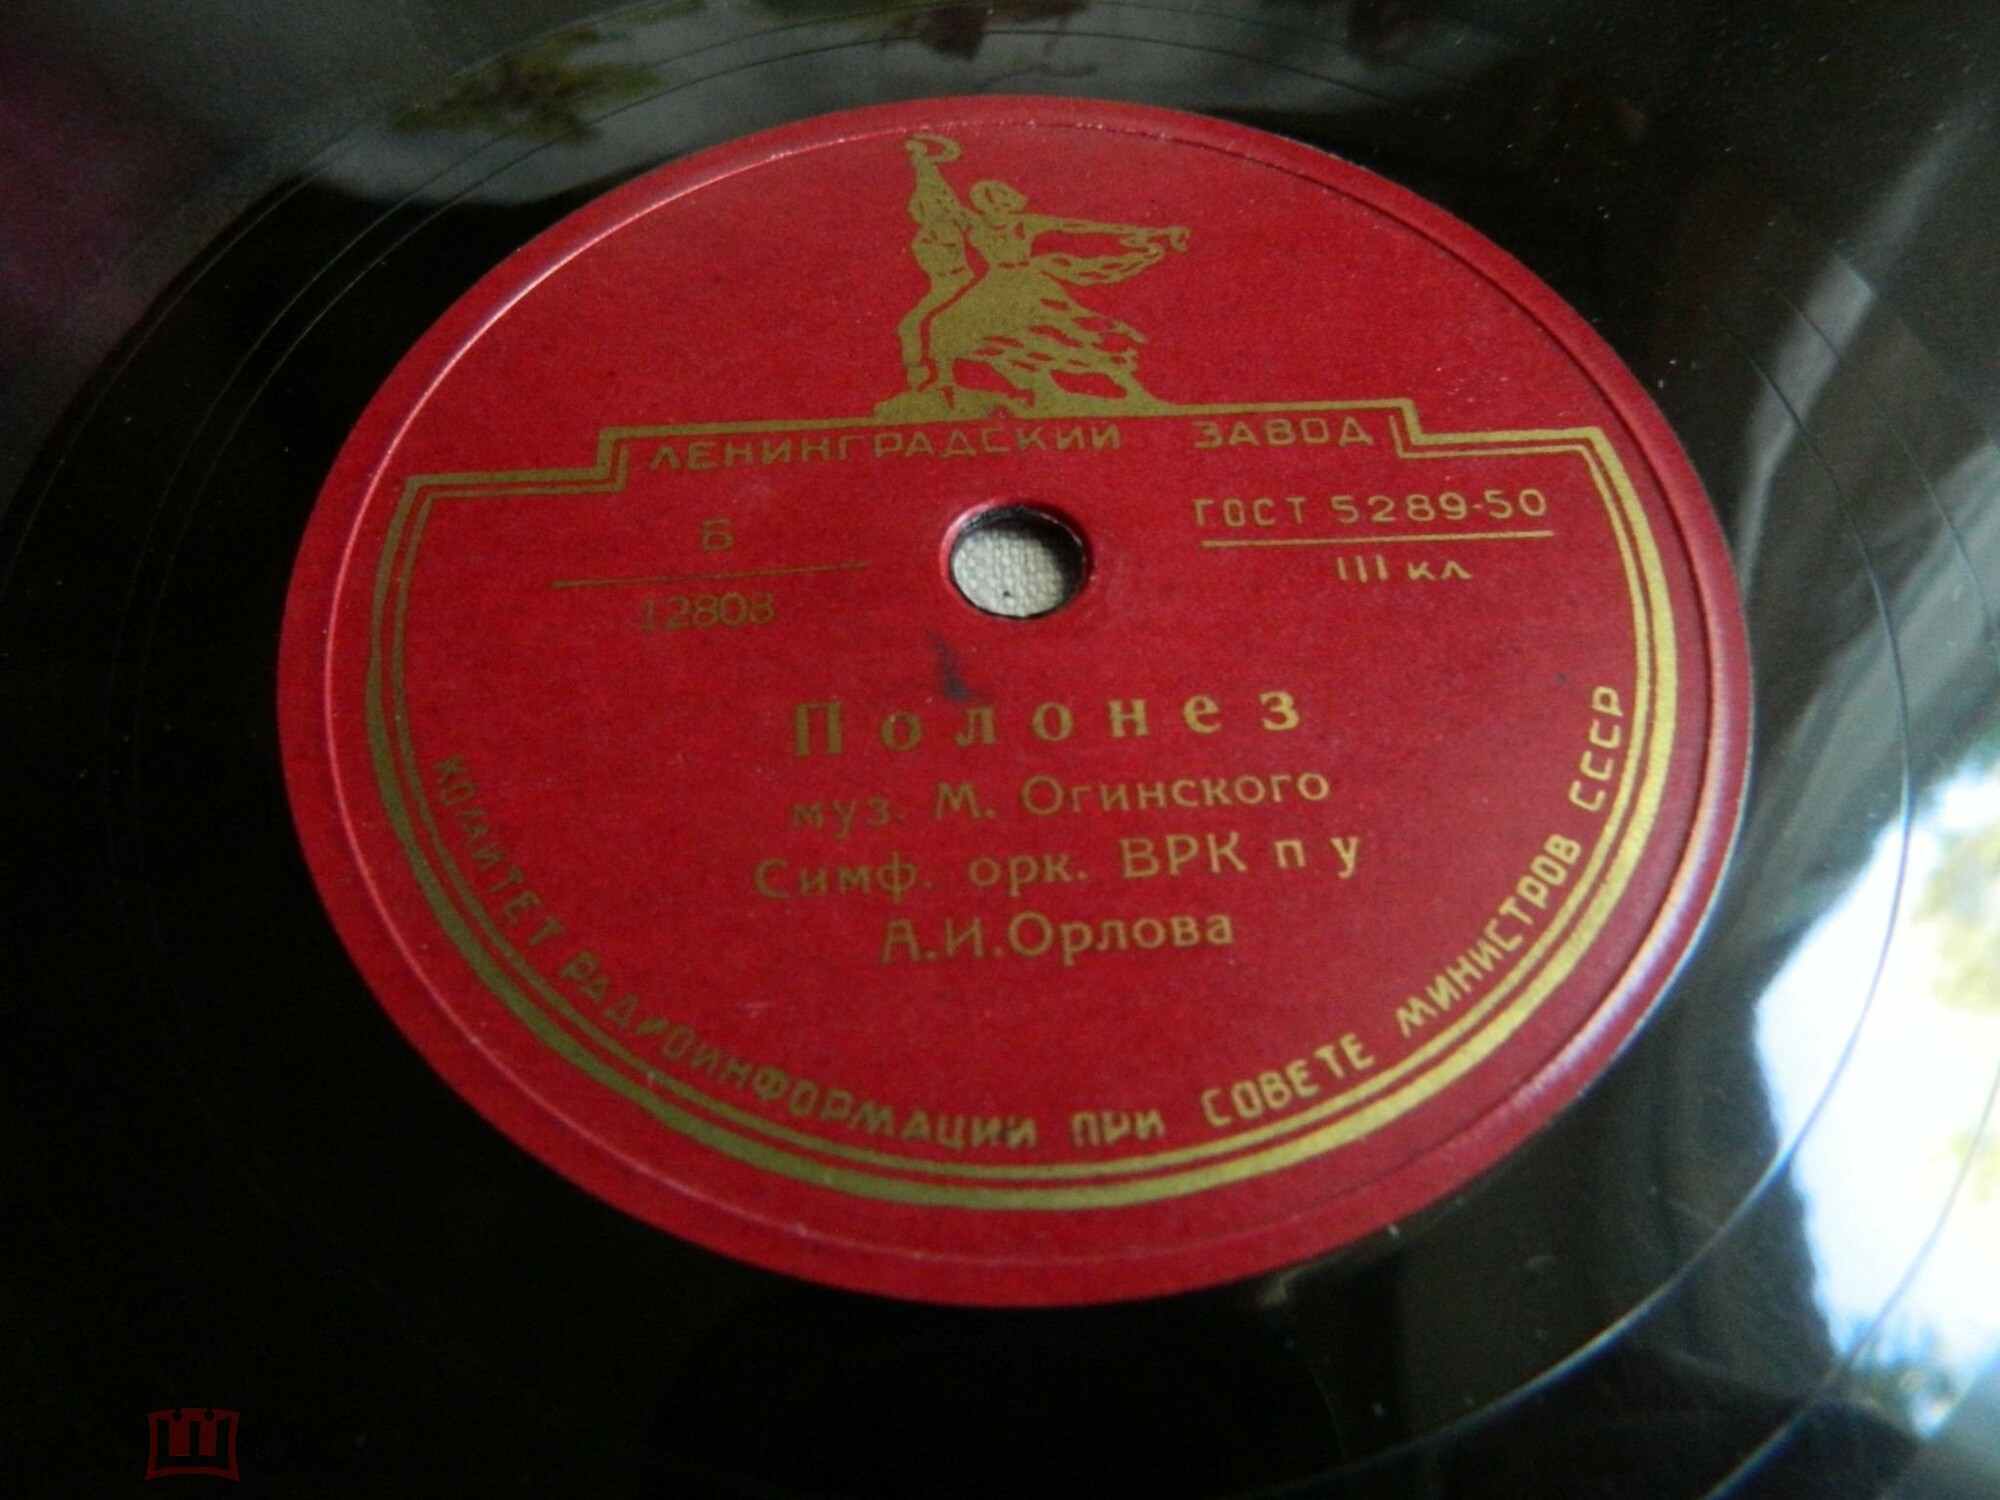 ЛЕНИНГРАДСКИЙ ЗАВОД
Б
12808
ГОСТ 5289-50
III кл
Полонез
муз. М. Огинского
Симф. орк. ВРК п у
А.И.Орлова
КОМИТЕТ РАДИОИНФОРМАЦИИ ПРИ СОВЕТЕ МИНИСТРОВ СССР